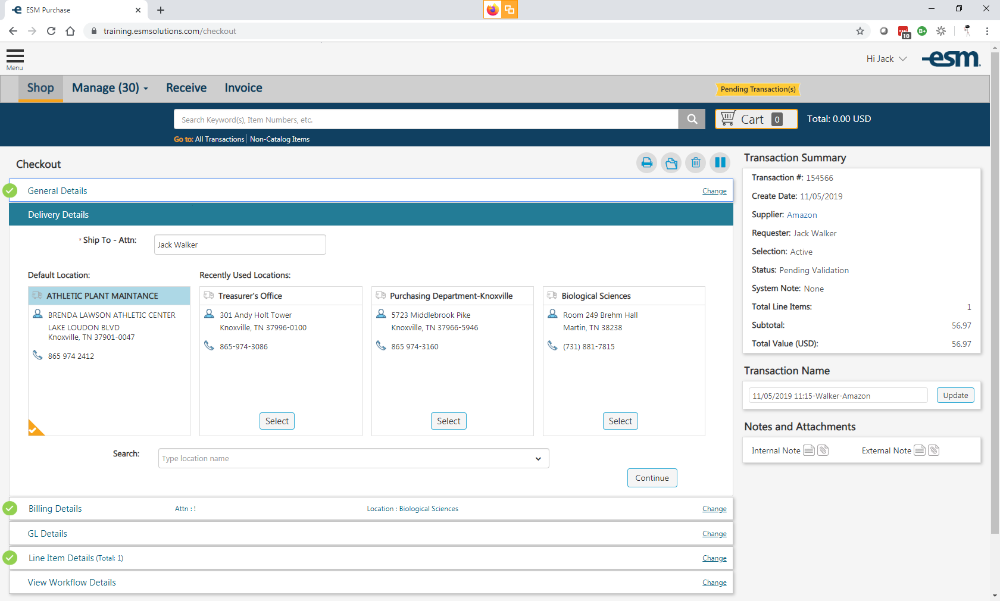 ESM Purchase
training.esmsolutions.com/checkout
10
B+
Menu
Hi Jack
esm
Shop
Manage (30)
Receive
Invoice
Pending Transaction(s)
Search Keyword(s), Item Numbers, etc.
Cart 0
Total: 0.00 USD
Go to: All Transactions
Non-Catalog Items
Checkout
General Details
Change
Delivery Details
* Ship To - Attn:
Jack Walker
Default Location:
Recently Used Locations:
ATHLETIC PLANT MAINTANCE
BRENDA LAWSON ATHLETIC CENTER
LAKE LOUDON BLVD
Knoxville, TN 37901-0047
865 974 2412
Treasurer's Office
301 Andy Holt Tower
Knoxville, TN 37996-0100
865-974-3086
Select
Purchasing Department-Knoxville
5723 Middlebrook Pike
Knoxville, TN 37966-5946
865 974-3160
Select
Biological Sciences
Room 249 Brehm Hall
Martin, TN 38238
(731) 881-7815
Select
Search:
Type location name
Continue
Billing Details
Attn : !
Location : Biological Sciences
Change
GL Details
Change
Line Item Details (Total: 1)
Change
View Workflow Details
Change
Transaction Summary
Transaction #: 154566
Create Date: 11/05/2019
Supplier: Amazon
Requester: Jack Walker
Selection: Active
Status: Pending Validation
System Note: None
Total Line Items: 1
Subtotal: 56.97
Total Value (USD): 56.97
Transaction Name
11/05/2019 11:15-Walker-Amazon
Update
Notes and Attachments
Internal Note
External Note